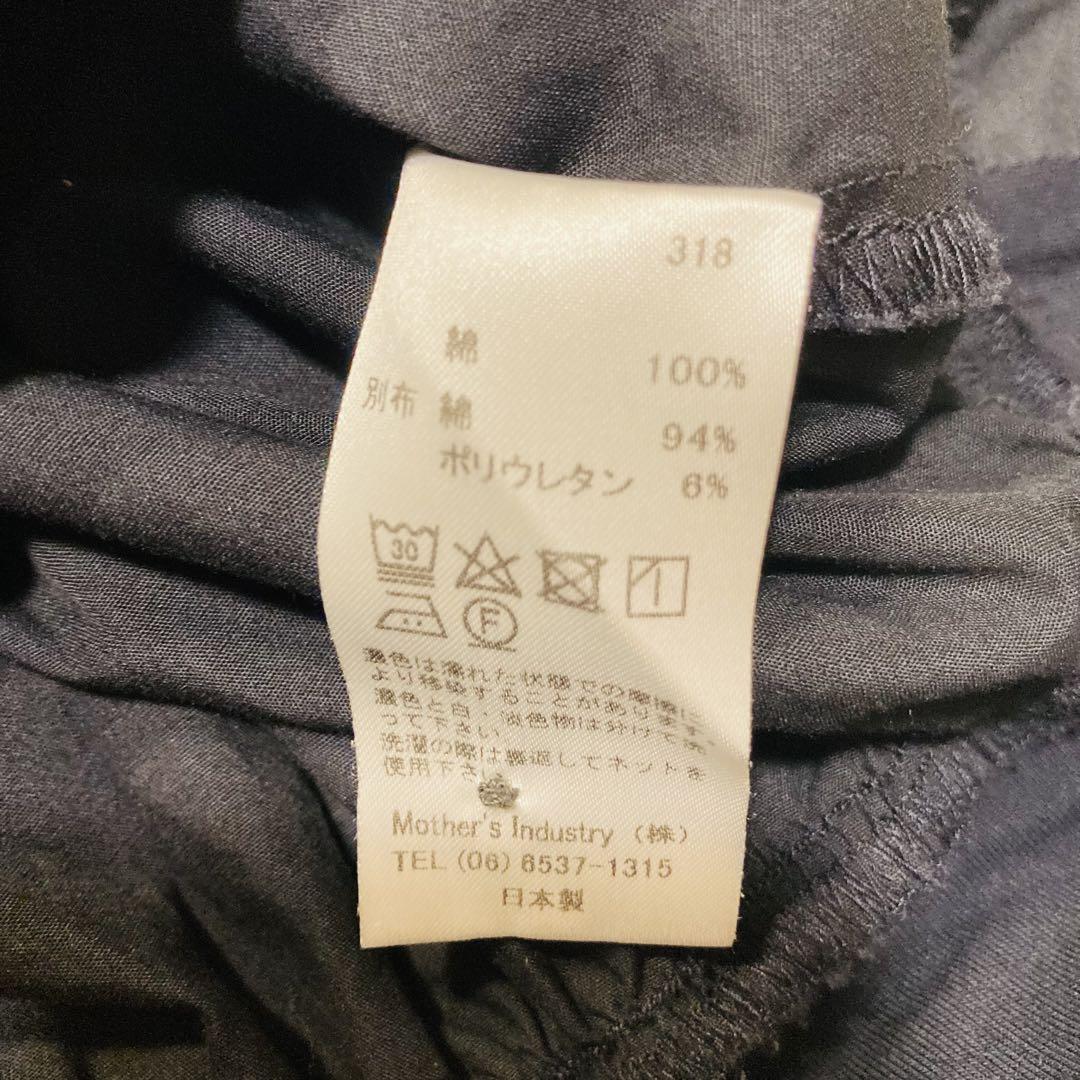 318
綿 100%
別布 綿 94%
ポリウレタン 6%
30
F
濃色は濡れた状態での摩擦に
より移染することがあります。
濃色と白、淡色物は分けて洗
って下さい
洗濯の際は裏返してネットを
使用下さい
Mother's Industry (株)
TEL (06) 6537-1315
日本製